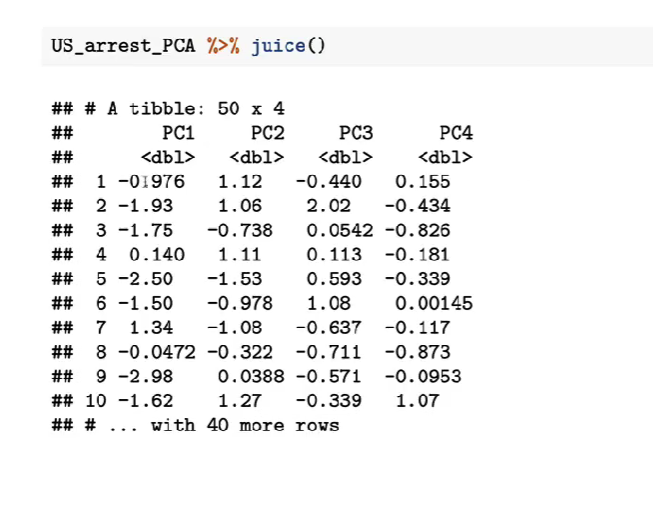 US_arrest_PCA %>% juice()
## # A tibble: 50 x 4
## PC1 PC2 PC3 PC4
## <dbl> <dbl> <dbl> <dbl>
## 1 -0.976 1.12 -0.440 0.155
## 2 -1.93 1.06 2.02 -0.434
## 3 -1.75 -0.738 0.0542 -0.826
## 4 0.140 1.11 0.113 -0.181
## 5 -2.50 -1.53 0.593 -0.339
## 6 -1.50 -0.978 1.08 0.00145
## 7 1.34 -1.08 -0.637 -0.117
## 8 -0.0472 -0.322 -0.711 -0.873
## 9 -2.98 0.0388 -0.571 -0.0953
## 10 -1.62 1.27 -0.339 1.07
## # ... with 40 more rows